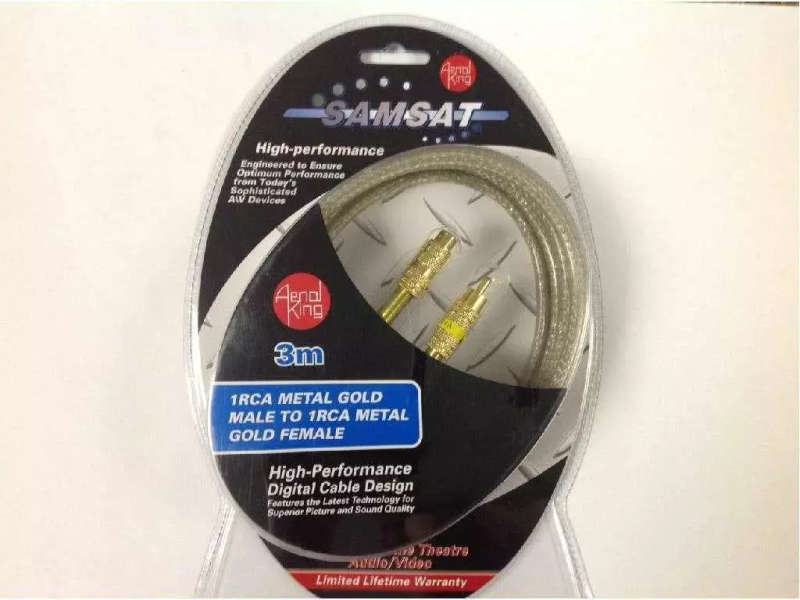 Aerial
King
SAMSAT
High-performance
Engineered to Ensure
Optimum Performance
from Today's
Sophisticated
AW Devices
Aerial
King
3m
1RCA METAL GOLD
MALE TO 1RCA METAL
GOLD FEMALE
High-Performance
Digital Cable Design
Features the Latest Technology for
Superior Picture and Sound Quality
Theatre
Audio/Video
Limited Lifetime Warranty